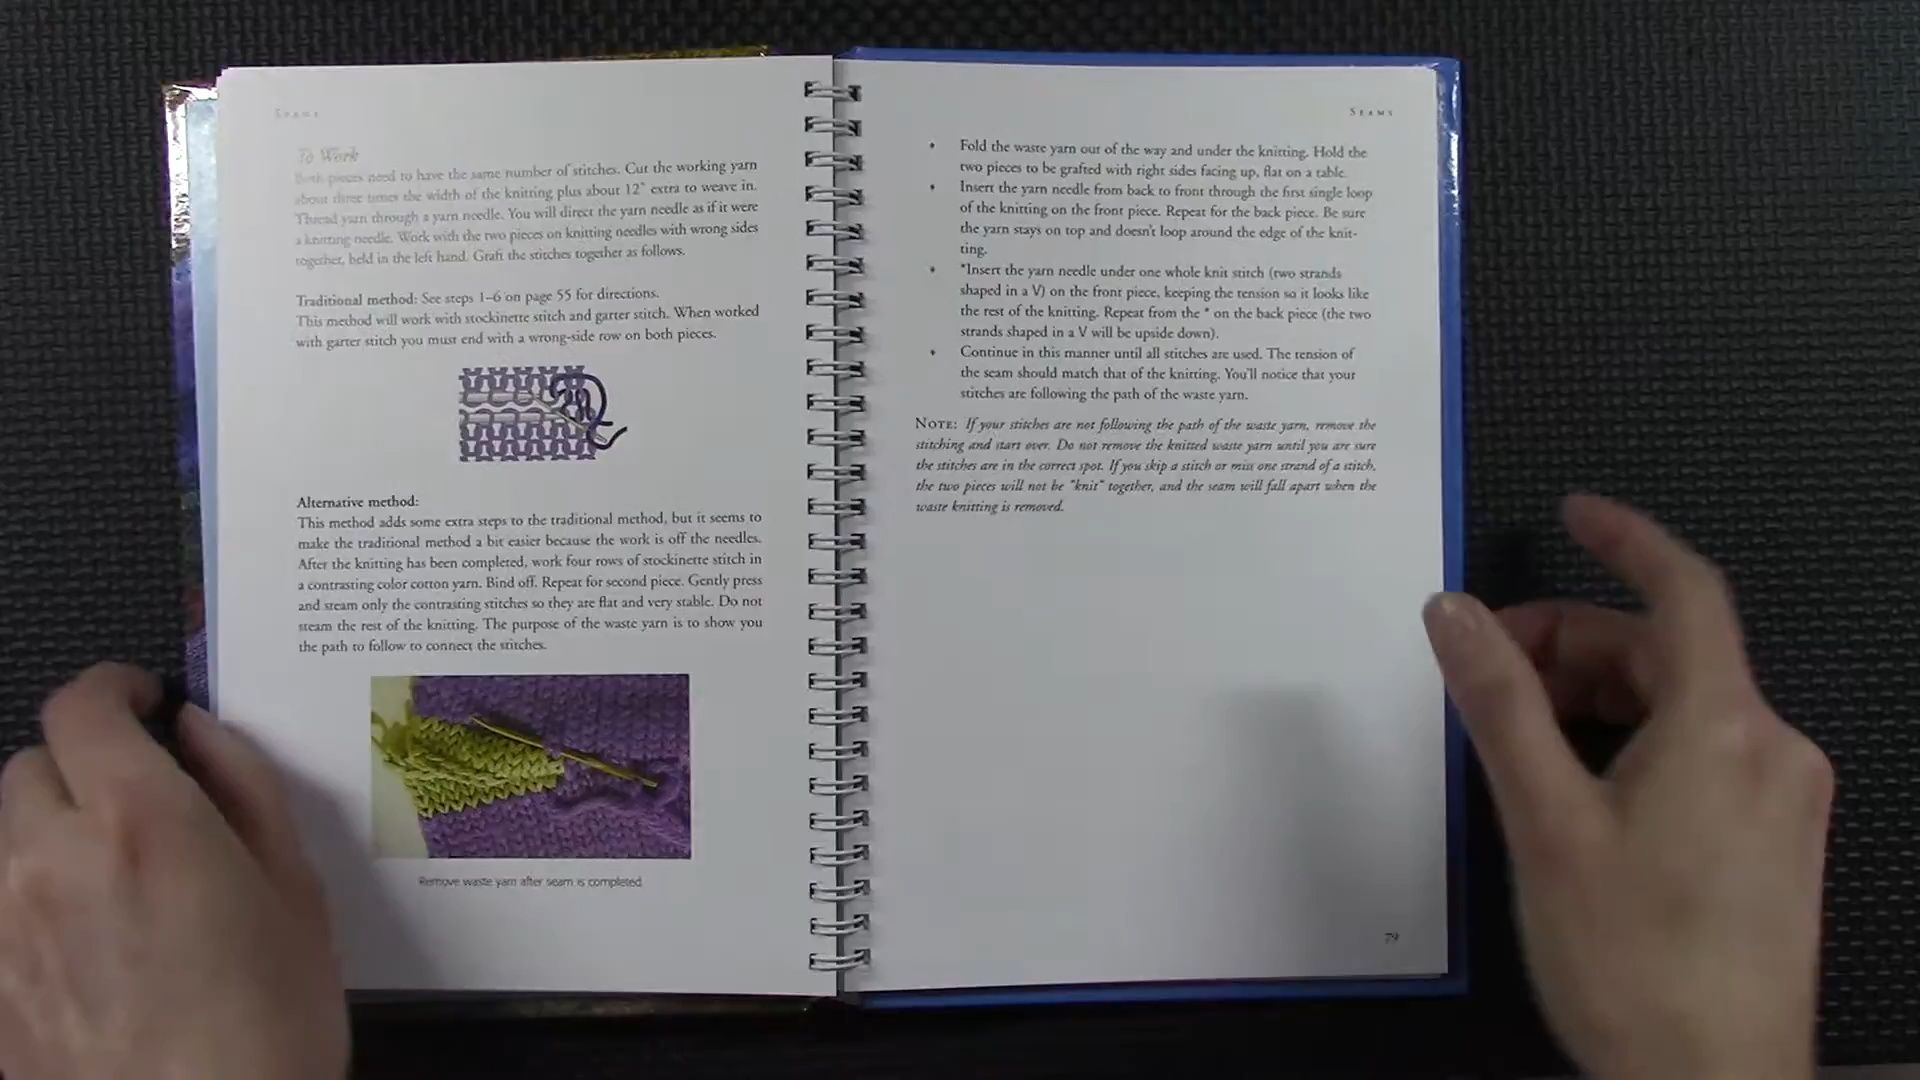 Seams
To Work
Both pieces need to have the same number of stitches. Cut the working yarn
about three times the width of the knitting plus about 12" extra to weave in.
Thread yarn through a yarn needle. You will direct the yarn needle as if it were
a knitting needle. Work with the two pieces on knitting needles with wrong sides
together, held in the left hand. Graft the stitches together as follows.
Traditional method: See steps 1–6 on page 55 for directions.
This method will work with stockinette stitch and garter stitch. When worked
with garter stitch you must end with a wrong-side row on both pieces.
Alternative method:
This method adds some extra steps to the traditional method, but it seems to
make the traditional method a bit easier because the work is off the needles.
After the knitting has been completed, work four rows of stockinette stitch in
a contrasting color cotton yarn. Bind off. Repeat for second piece. Gently press
and steam only the contrasting stitches so they are flat and very stable. Do not
steam the rest of the knitting. The purpose of the waste yarn is to show you
the path to follow to connect the stitches.
Remove waste yarn after seam is completed
Seams
• Fold the waste yarn out of the way and under the knitting. Hold the
two pieces to be grafted with right sides facing up, flat on a table.
• Insert the yarn needle from back to front through the first single loop
of the knitting on the front piece. Repeat for the back piece. Be sure
the yarn stays on top and doesn't loop around the edge of the knit-
ting.
• *Insert the yarn needle under one whole knit stitch (two strands
shaped in a V) on the front piece, keeping the tension so it looks like
the rest of the knitting. Repeat from the * on the back piece (the two
strands shaped in a V will be upside down).
• Continue in this manner until all stitches are used. The tension of
the seam should match that of the knitting. You'll notice that your
stitches are following the path of the waste yarn.
Note: If your stitches are not following the path of the waste yarn, remove the
stitching and start over. Do not remove the knitted waste yarn until you are sure
the stitches are in the correct spot. If you skip a stitch or miss one strand of a stitch,
the two pieces will not be "knit" together, and the seam will fall apart when the
waste knitting is removed.
79